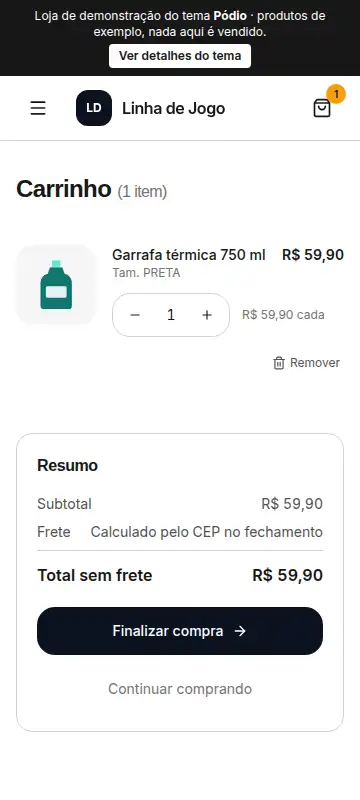 Loja de demonstração do tema Pódio · produtos de
exemplo, nada aqui é vendido.
Ver detalhes do tema
LD Linha de Jogo
1
Carrinho (1 item)
Garrafa térmica 750 ml R$ 59,90
Tam. PRETA
− 1 + R$ 59,90 cada
Remover
Resumo
Subtotal R$ 59,90
Frete Calculado pelo CEP no fechamento
Total sem frete R$ 59,90
Finalizar compra →
Continuar comprando